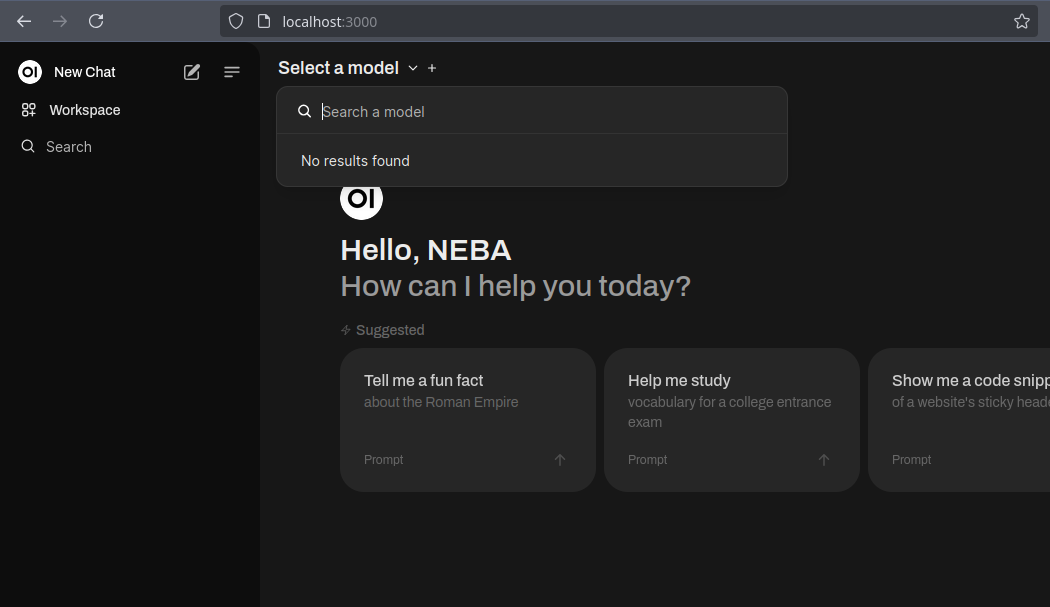 localhost:3000
OI New Chat
Workspace
Search
Select a model
Search a model
No results found
OI
Hello, NEBA
How can I help you today?
Suggested
Tell me a fun fact
about the Roman Empire
Prompt
Help me study
vocabulary for a college entrance
exam
Prompt
Show me a code snipp
of a website's sticky heade
Prompt